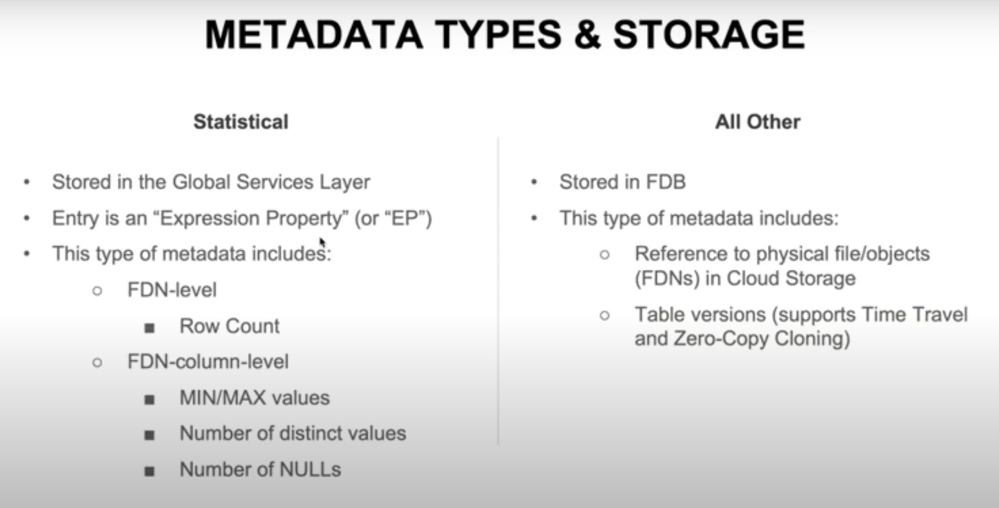 METADATA TYPES & STORAGE
Statistical
• Stored in the Global Services Layer
• Entry is an “Expression Property” (or “EP”)
• This type of metadata includes:
○ FDN-level
■ Row Count
○ FDN-column-level
■ MIN/MAX values
■ Number of distinct values
■ Number of NULLs
All Other
• Stored in FDB
• This type of metadata includes:
○ Reference to physical file/objects
(FDNs) in Cloud Storage
○ Table versions (supports Time Travel
and Zero-Copy Cloning)